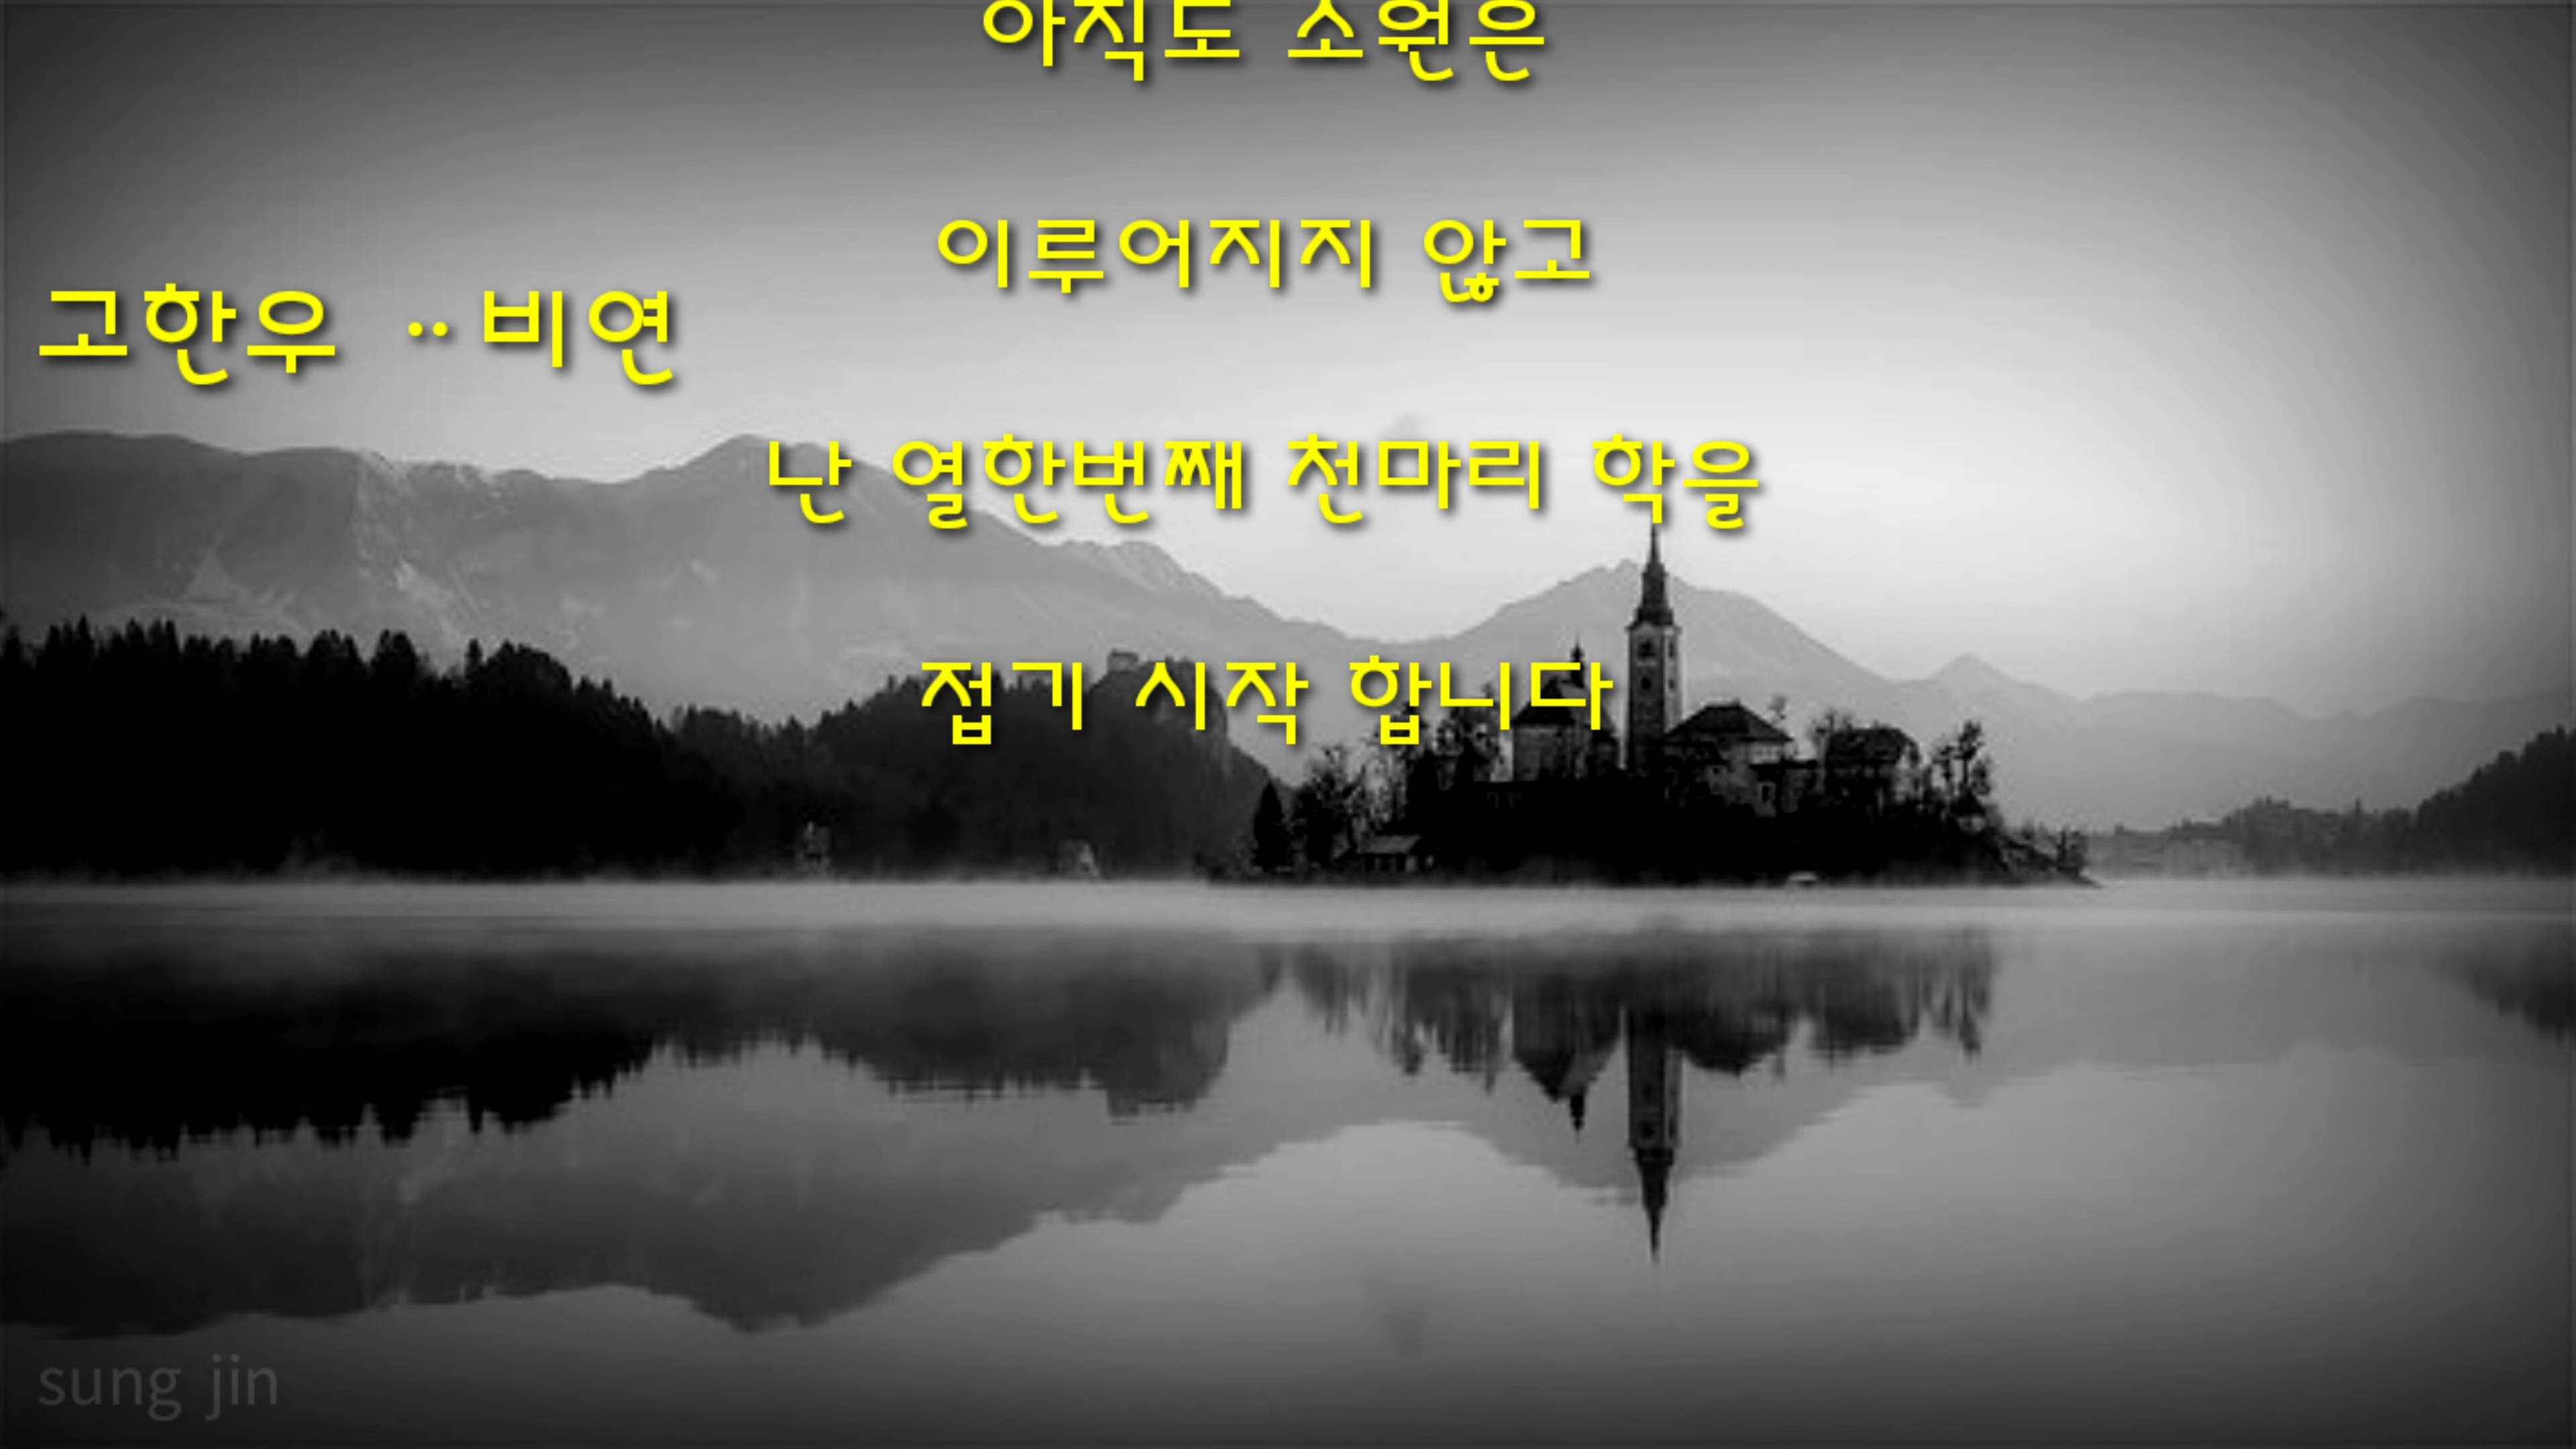 아직도 소원은
이루어지지 않고
고한우 ·· 비연
난 열한번째 천마리 학을
접기 시작 합니다
sung jin